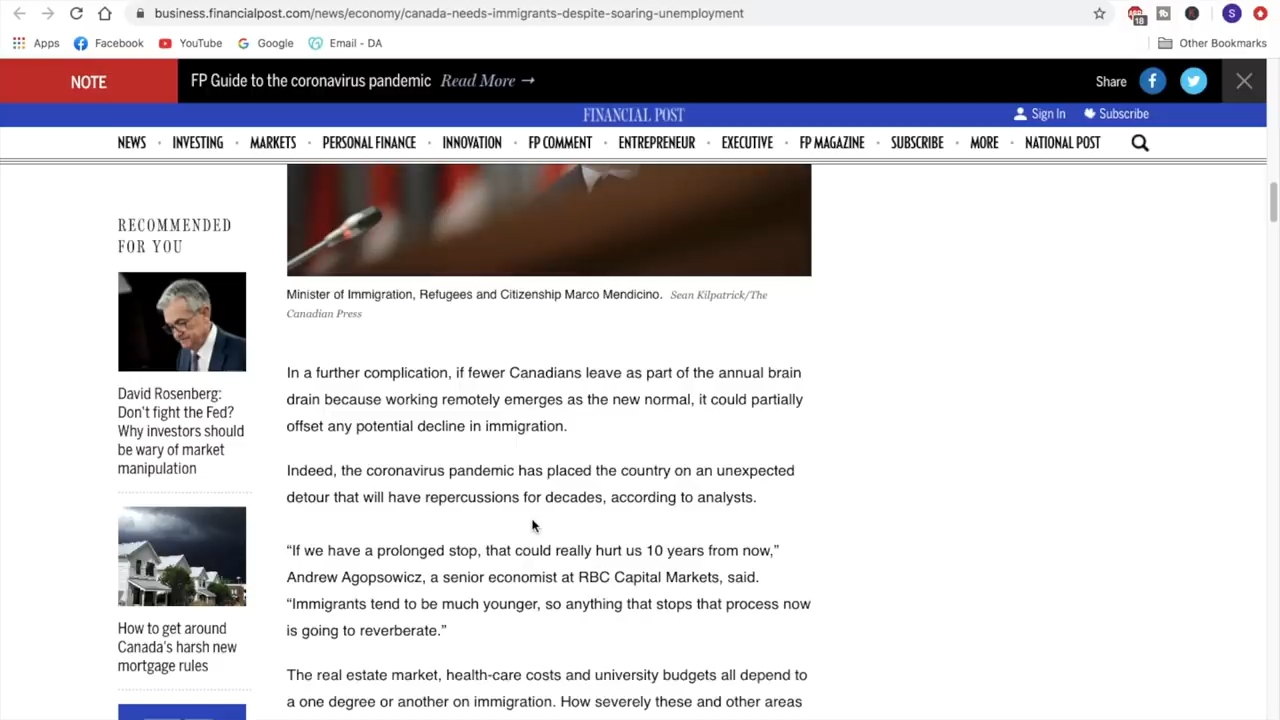 business.financialpost.com/news/economy/canada-needs-immigrants-despite-soaring-unemployment
18
S
Apps
Facebook
YouTube
Google
Email - DA
Other Bookmarks
NOTE
FP Guide to the coronavirus pandemic Read More →
Share
FINANCIAL POST
Sign In
Subscribe
NEWS · INVESTING · MARKETS · PERSONAL FINANCE · INNOVATION · FP COMMENT · ENTREPRENEUR · EXECUTIVE · FP MAGAZINE · SUBSCRIBE · MORE · NATIONAL POST
RECOMMENDED
FOR YOU
David Rosenberg:
Don't fight the Fed?
Why investors should
be wary of market
manipulation
How to get around
Canada's harsh new
mortgage rules
Minister of Immigration, Refugees and Citizenship Marco Mendicino. Sean Kilpatrick/The
Canadian Press
In a further complication, if fewer Canadians leave as part of the annual brain
drain because working remotely emerges as the new normal, it could partially
offset any potential decline in immigration.
Indeed, the coronavirus pandemic has placed the country on an unexpected
detour that will have repercussions for decades, according to analysts.
“If we have a prolonged stop, that could really hurt us 10 years from now,”
Andrew Agopsowicz, a senior economist at RBC Capital Markets, said.
“Immigrants tend to be much younger, so anything that stops that process now
is going to reverberate.”
The real estate market, health-care costs and university budgets all depend to
a one degree or another on immigration. How severely these and other areas